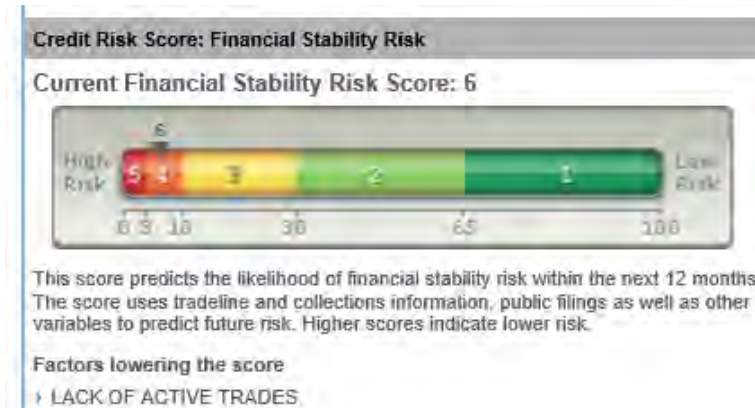 Credit Risk Score: Financial Stability Risk
Current Financial Stability Risk Score: 6
6
High Risk
5 4 3 2 1
Low Risk
0 3 10 30 65 100
This score predicts the likelihood of financial stability risk within the next 12 months
The score uses tradeline and collections information, public filings as well as other
variables to predict future risk. Higher scores indicate lower risk.
Factors lowering the score
LACK OF ACTIVE TRADES